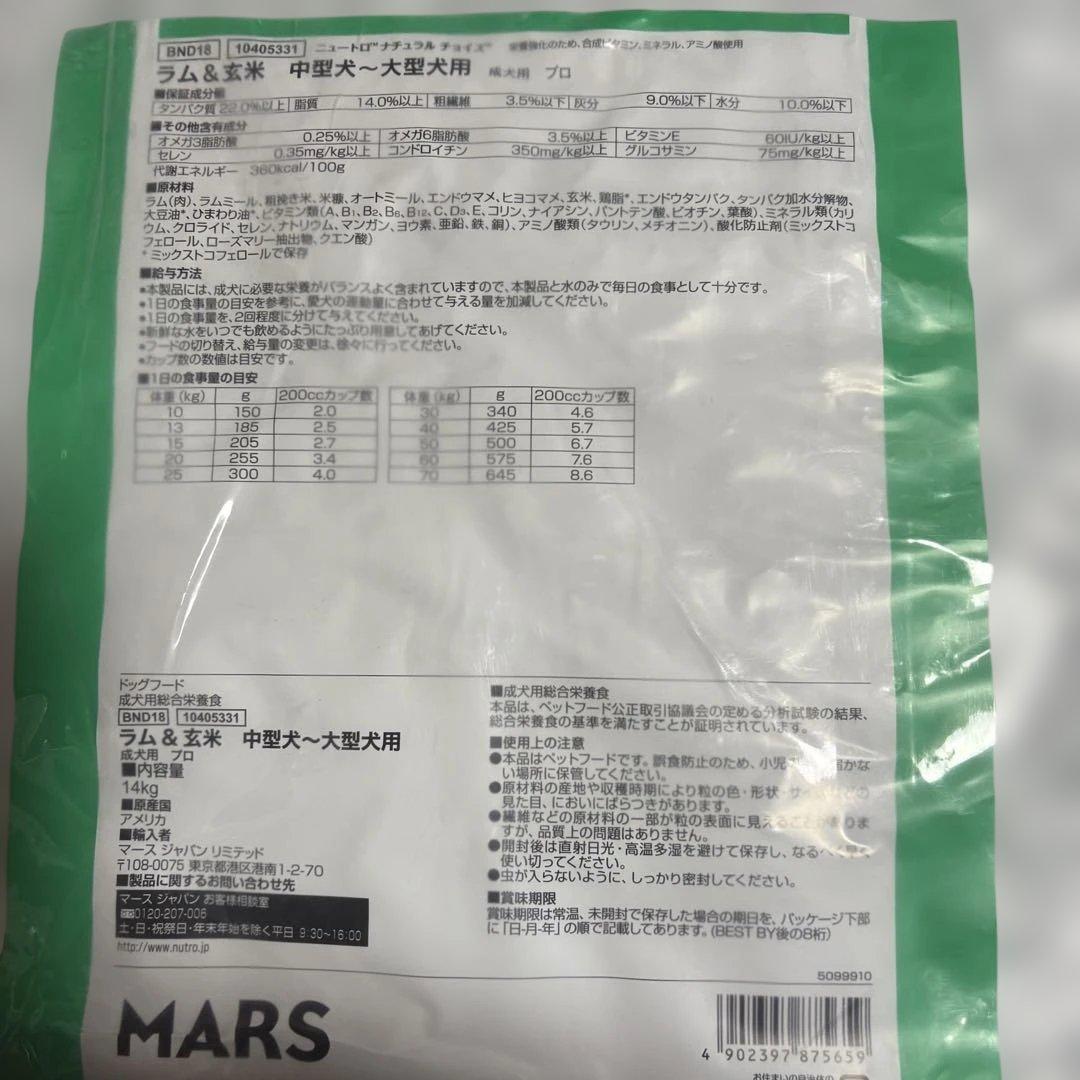 BND18 10405331 ニュートロ™ ナチュラル チョイス™ 栄養強化のため、合成ビタミン、ミネラル、アミノ酸使用
ラム＆玄米 中型犬～大型犬用 成犬用 プロ
■保証成分値
タンパク質 22.0%以上 脂質 14.0%以上 粗繊維 3.5%以下 灰分 9.0%以下 水分 10.0%以下
■その他含有成分
オメガ3脂肪酸 0.25%以上 オメガ6脂肪酸 3.5%以上 ビタミンE 60IU/kg以上
セレン 0.35mg/kg以上 コンドロイチン 350mg/kg以上 グルコサミン 75mg/kg以上
代謝エネルギー 360kcal/100g
■原材料
ラム(肉)、ラムミール、粗挽き米、米糠、オートミール、エンドウマメ、ヒヨコマメ、玄米、鶏脂*、エンドウタンパク、タンパク加水分解物、
大豆油*、ひまわり油*、ビタミン類(A、B1、B2、B6、B12、C、D3、E、コリン、ナイアシン、パントテン酸、ビオチン、葉酸)、ミネラル類(カリ
ウム、クロライド、セレン、ナトリウム、マンガン、ヨウ素、亜鉛、鉄、銅)、アミノ酸類(タウリン、メチオニン)、酸化防止剤(ミックストコ
フェロール、ローズマリー抽出物、クエン酸)
* ミックストコフェロールで保存
■給与方法
●本製品には、成犬に必要な栄養がバランスよく含まれていますので、本製品と水のみで毎日の食事として十分です。
●1日の食事量の目安を参考に、愛犬の運動量に合わせて与える量を加減してください。
●1日の食事量を、2回程度に分けて与えてください。
●新鮮な水をいつでも飲めるようにたっぷり用意してあげてください。
●フードの切り替え、給与量の変更は、徐々に行ってください。
●カップ数の数値は目安です。
■1日の食事量の目安
体重(kg) g 200ccカップ数 体重(kg) g 200ccカップ数
10 150 2.0 30 340 4.6
13 185 2.5 40 425 5.7
15 205 2.7 50 500 6.7
20 255 3.4 60 575 7.6
25 300 4.0 70 645 8.6
ドッグフード
成犬用総合栄養食
BND18 10405331
ラム＆玄米 中型犬～大型犬用
成犬用 プロ
■内容量
14kg
■原産国
アメリカ
■輸入者
マース ジャパン リミテッド
〒108-0075 東京都港区港南1-2-70
■製品に関するお問い合わせ先
マース ジャパン お客様相談室
0120-207-006
土・日・祝祭日・年末年始を除く平日 9:30～16:00
http://www.nutro.jp
■成犬用総合栄養食
本品は、ペットフード公正取引協議会の定める分析試験の結果、
総合栄養食の基準を満たすことが証明されています。
■使用上の注意
●本品はペットフードです。誤食防止のため、小児の 届かな
い場所に保管してください。
●原材料の産地や収穫時期により粒の色・形状・サイズなどの
見た目、においにばらつきがあります。
●繊維などの原材料の一部が粒の表面に見えることがありま
すが、品質上の問題はありません。
●開封後は直射日光・高温多湿を避けて保存し、なるべく早く
使い切ってください。
●虫が入らないように、しっかり密封してください。
■賞味期限
賞味期限は常温、未開封で保存した場合の期日を、パッケージ下部
に「日-月-年」の順で記載してあります。(BEST BY後の8桁)
5099910
MARS
4 902397 875659
お住まいの自治体の